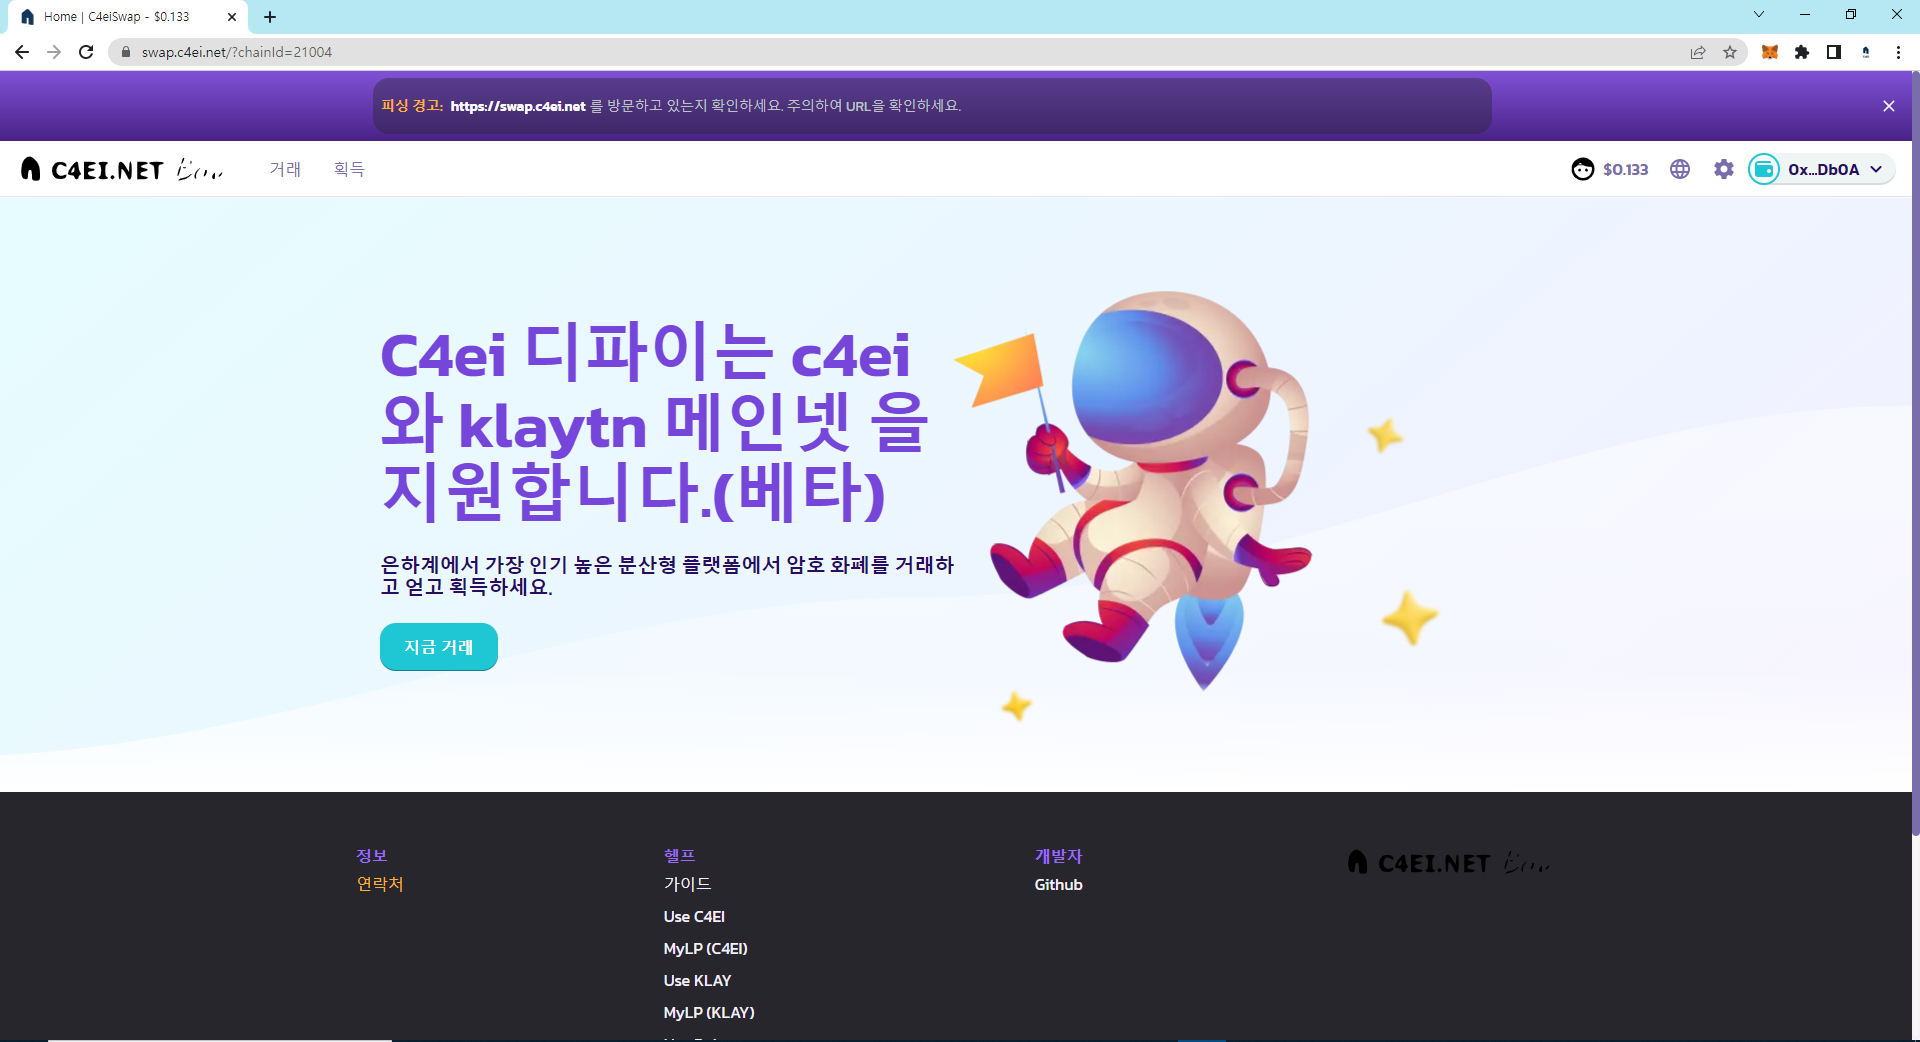 Home | C4eiSwap - $0.133
swap.c4ei.net/?chainId=21004
피싱 경고: https://swap.c4ei.net 를 방문하고 있는지 확인하세요. 주의하여 URL을 확인하세요.
C4EI.NET
거래
획득
$0.133
0x...Db0A
C4ei 디파이는 c4ei
와 klaytn 메인넷 을
지원합니다.(베타)
은하계에서 가장 인기 높은 분산형 플랫폼에서 암호 화폐를 거래하
고 얻고 획득하세요.
지금 거래
정보
연락처
헬프
가이드
Use C4EI
MyLP (C4EI)
Use KLAY
MyLP (KLAY)
개발자
Github
C4EI.NET